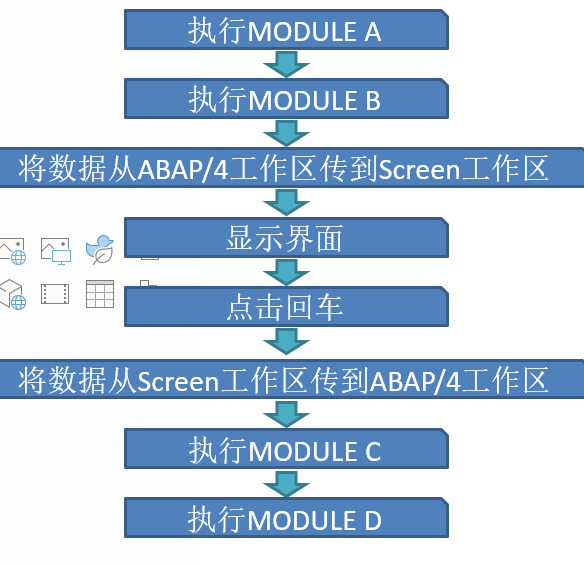 执行MODULE A
执行MODULE B
将数据从ABAP/4工作区传到Screen工作区
显示界面
点击回车
将数据从Screen工作区传到ABAP/4工作区
执行MODULE C
执行MODULE D